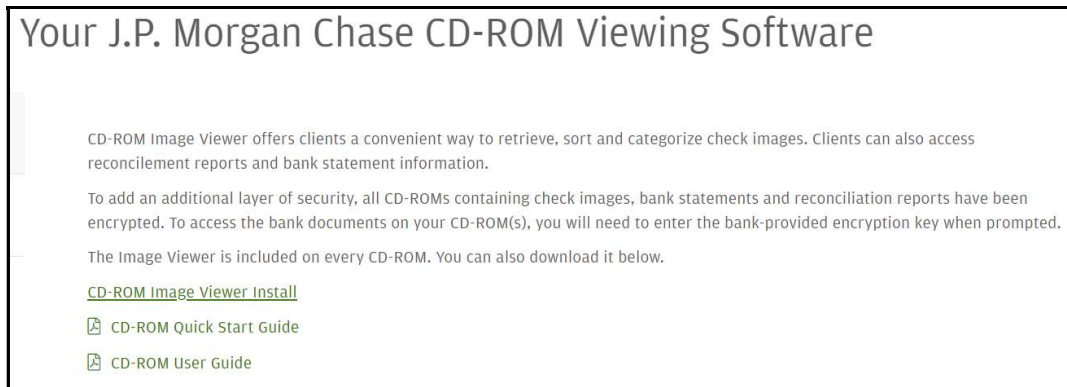 Your J.P. Morgan Chase CD-ROM Viewing Software
CD-ROM Image Viewer offers clients a convenient way to retrieve, sort and categorize check images. Clients can also access
reconcilement reports and bank statement information.
To add an additional layer of security, all CD-ROMs containing check images, bank statements and reconciliation reports have been
encrypted. To access the bank documents on your CD-ROM(s), you will need to enter the bank-provided encryption key when prompted.
The Image Viewer is included on every CD-ROM. You can also download it below.
CD-ROM Image Viewer Install
CD-ROM Quick Start Guide
CD-ROM User Guide